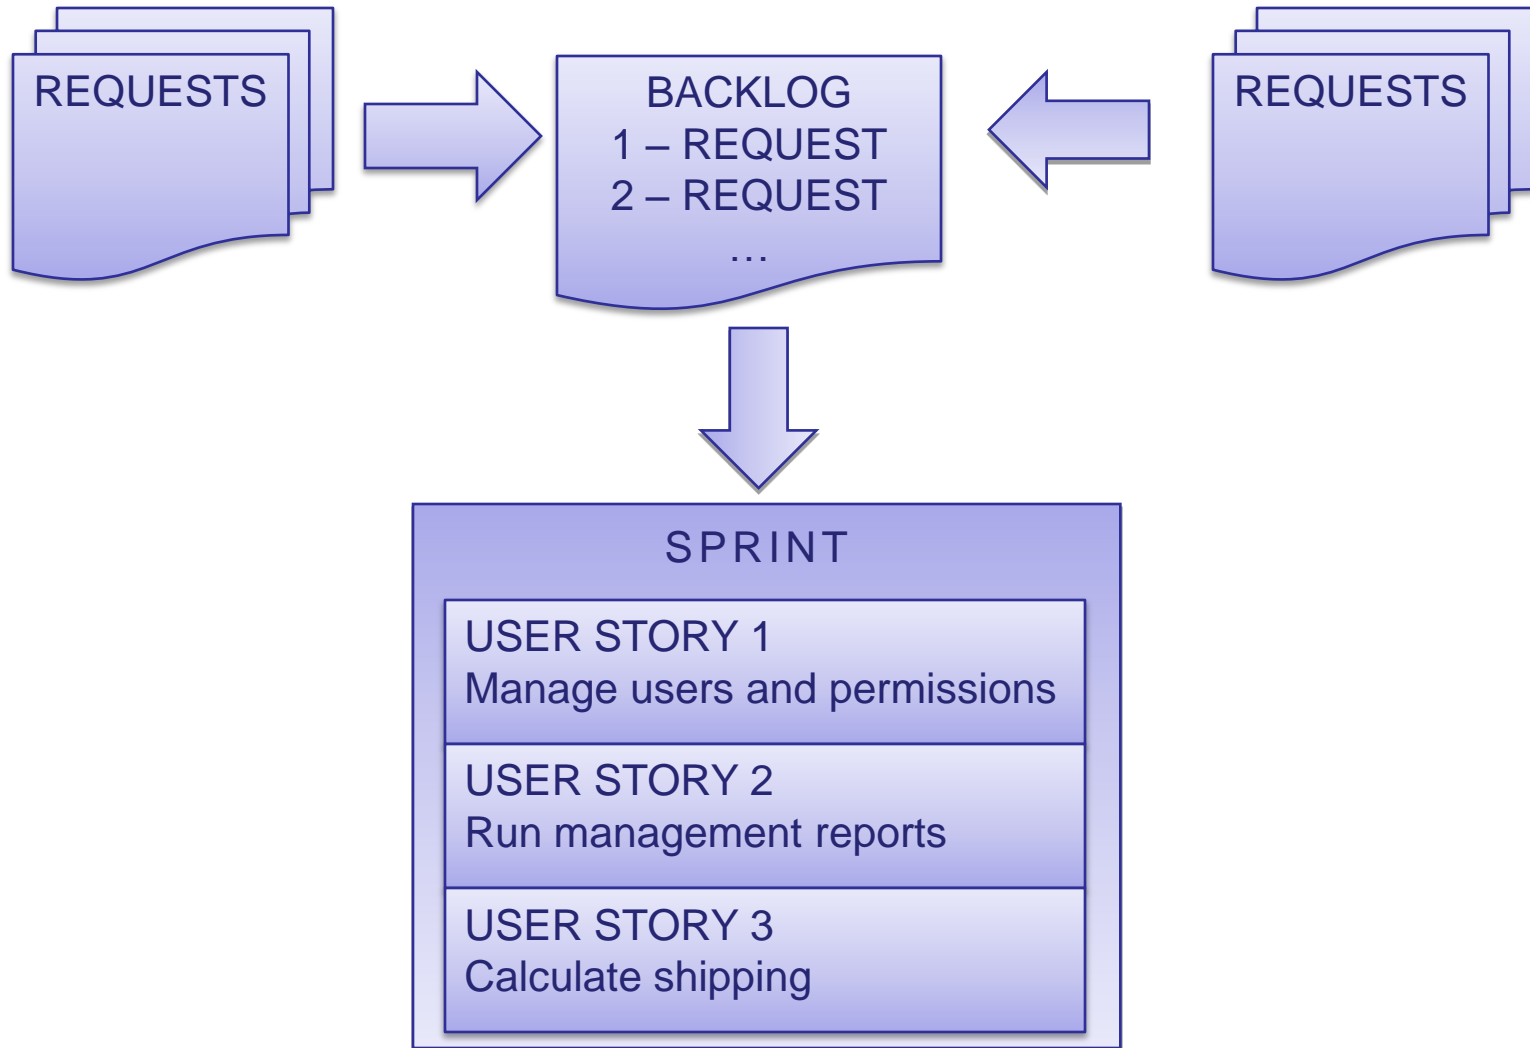 REQUESTS
BACKLOG
1 – REQUEST
2 – REQUEST
…
REQUESTS
SPRINT
USER STORY 1
Manage users and permissions
USER STORY 2
Run management reports
USER STORY 3
Calculate shipping